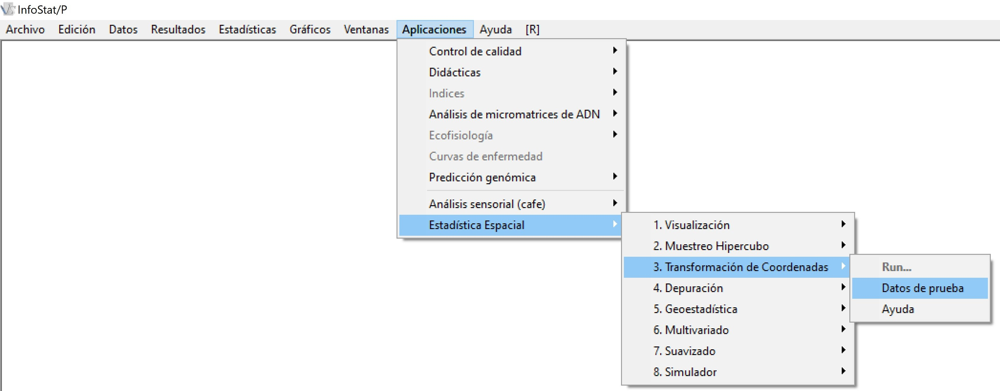 InfoStat/P
Archivo Edición Datos Resultados Estadísticas Gráficos Ventanas Aplicaciones Ayuda [R]
Control de calidad
Didácticas
Indices
Análisis de micromatrices de ADN
Ecofisiología
Curvas de enfermedad
Predicción genómica
Análisis sensorial (cafe)
Estadística Espacial
1. Visualización
2. Muestreo Hipercubo
3. Transformación de Coordenadas
4. Depuración
5. Geoestadística
6. Multivariado
7. Suavizado
8. Simulador
Run...
Datos de prueba
Ayuda